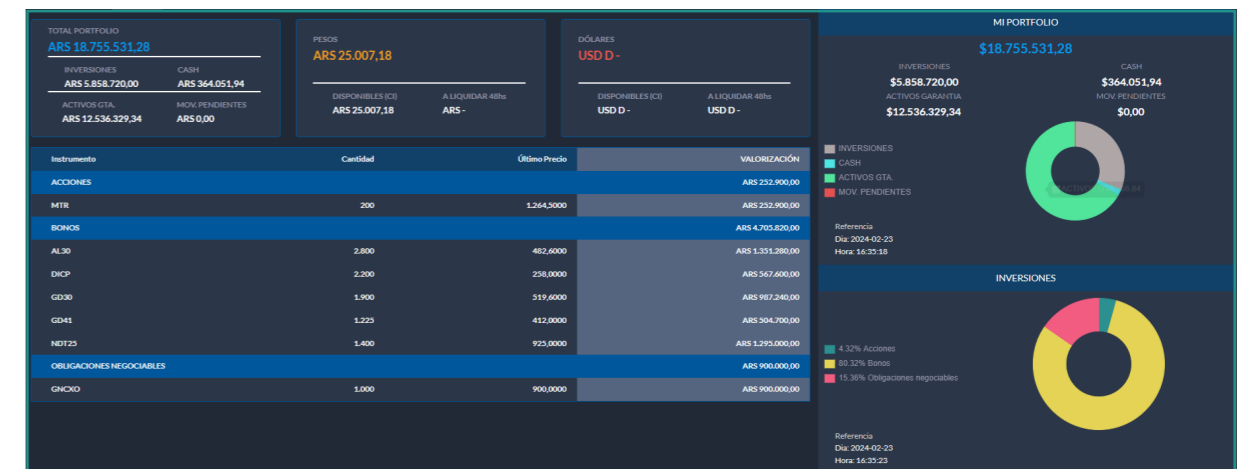 TOTAL PORTFOLIO
ARS 18.755.531,28
INVERSIONES CASH
ARS 5.858.720,00 ARS 364.051,94
ACTIVOS GTA. MOV. PENDIENTES
ARS 12.536.329,34 ARS 0,00
PESOS
ARS 25.007,18
DISPONIBLES (CI) A LIQUIDAR 48hs
ARS 25.007,18 ARS -
DÓLARES
USD D -
DISPONIBLES (CI) A LIQUIDAR 48hs
USD D - USD D -
Instrumento Cantidad Último Precio VALORIZACIÓN
ACCIONES ARS 252.900,00
MTR 200 1.264,5000 ARS 252.900,00
BONOS ARS 4.705.820,00
AL30 2.800 482,6000 ARS 1.351.280,00
DICP 2.200 258,0000 ARS 567.600,00
GD30 1.900 519,6000 ARS 987.240,00
GD41 1.225 412,0000 ARS 504.700,00
NDT25 1.400 925,0000 ARS 1.295.000,00
OBLIGACIONES NEGOCIABLES ARS 900.000,00
GNCXO 1.000 900,0000 ARS 900.000,00
MI PORTFOLIO
$18.755.531,28
INVERSIONES CASH
$5.858.720,00 $364.051,94
ACTIVOS GARANTIA MOV. PENDIENTES
$12.536.329,34 $0,00
INVERSIONES
CASH
ACTIVOS GTA.
MOV. PENDIENTES
Referencia
Dia: 2024-02-23
Hora: 16:35:18
INVERSIONES
4.32% Acciones
80.32% Bonos
15.36% Obligaciones negociables
Referencia
Dia: 2024-02-23
Hora: 16:35:23